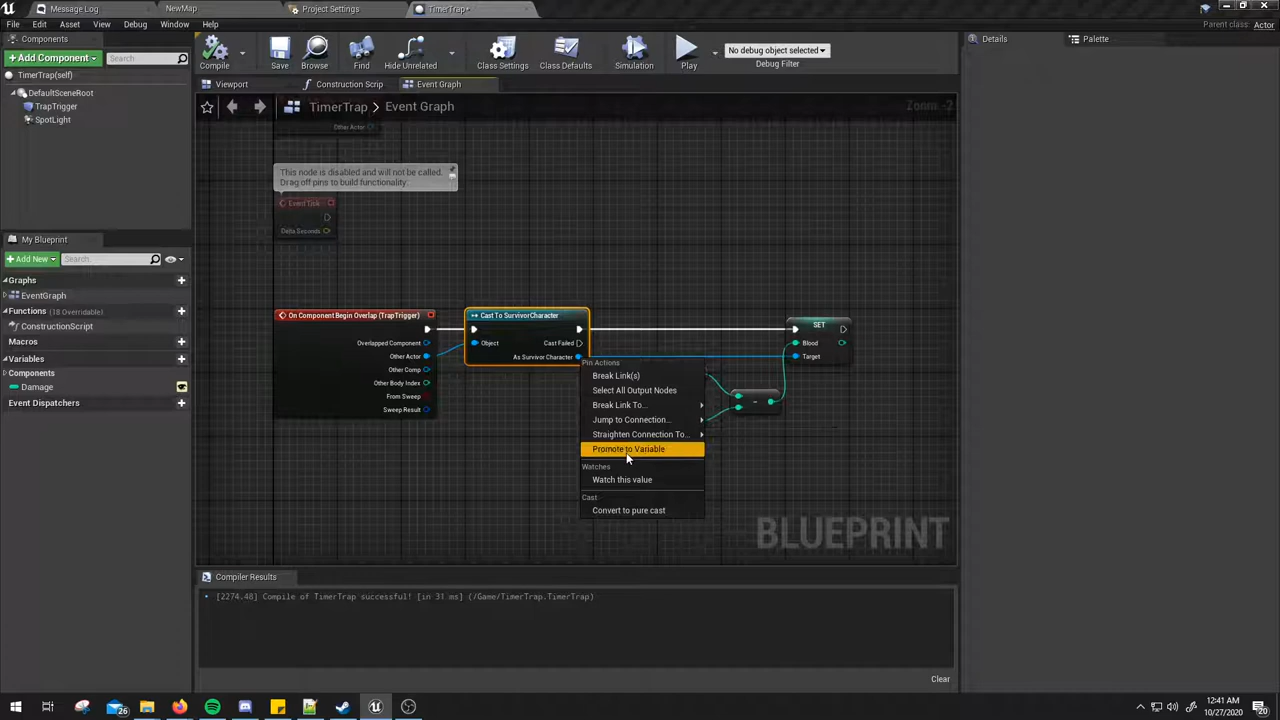 Message Log
NewMap
Project Settings
TimerTrap*
File Edit Asset View Debug Window Help
Parent class: Actor
Components
+Add Component
Search
TimerTrap(self)
DefaultSceneRoot
TrapTrigger
SpotLight
Compile
Save
Browse
Find
Hide Unrelated
Class Settings
Class Defaults
Simulation
Play
No debug object selected
Debug Filter
Details
Palette
Viewport
Construction Script
Event Graph
TimerTrap > Event Graph
Zoom -2
Other Actor
This node is disabled and will not be called.
Drag off pins to build functionality.
Event Tick
Delta Seconds
My Blueprint
+Add New
Search
Graphs
EventGraph
Functions (18 Overridable)
ConstructionScript
Macros
Variables
Components
Damage
Event Dispatchers
On Component Begin Overlap (TrapTrigger)
Overlapped Component
Other Actor
Other Comp
Other Body Index
From Sweep
Sweep Result
Cast To SurvivorCharacter
Object
Cast Failed
As Survivor Character
SET
Blood
Target
-
Pin Actions
Break Link(s)
Select All Output Nodes
Break Link To...
Jump to Connection...
Straighten Connection To...
Promote to Variable
Watches
Watch this value
Cast
Convert to pure cast
BLUEPRINT
Compiler Results
[2274.48] Compile of TimerTrap successful! [in 31 ms] (/Game/TimerTrap.TimerTrap)
Clear
26
12:41 AM
10/27/2020
20